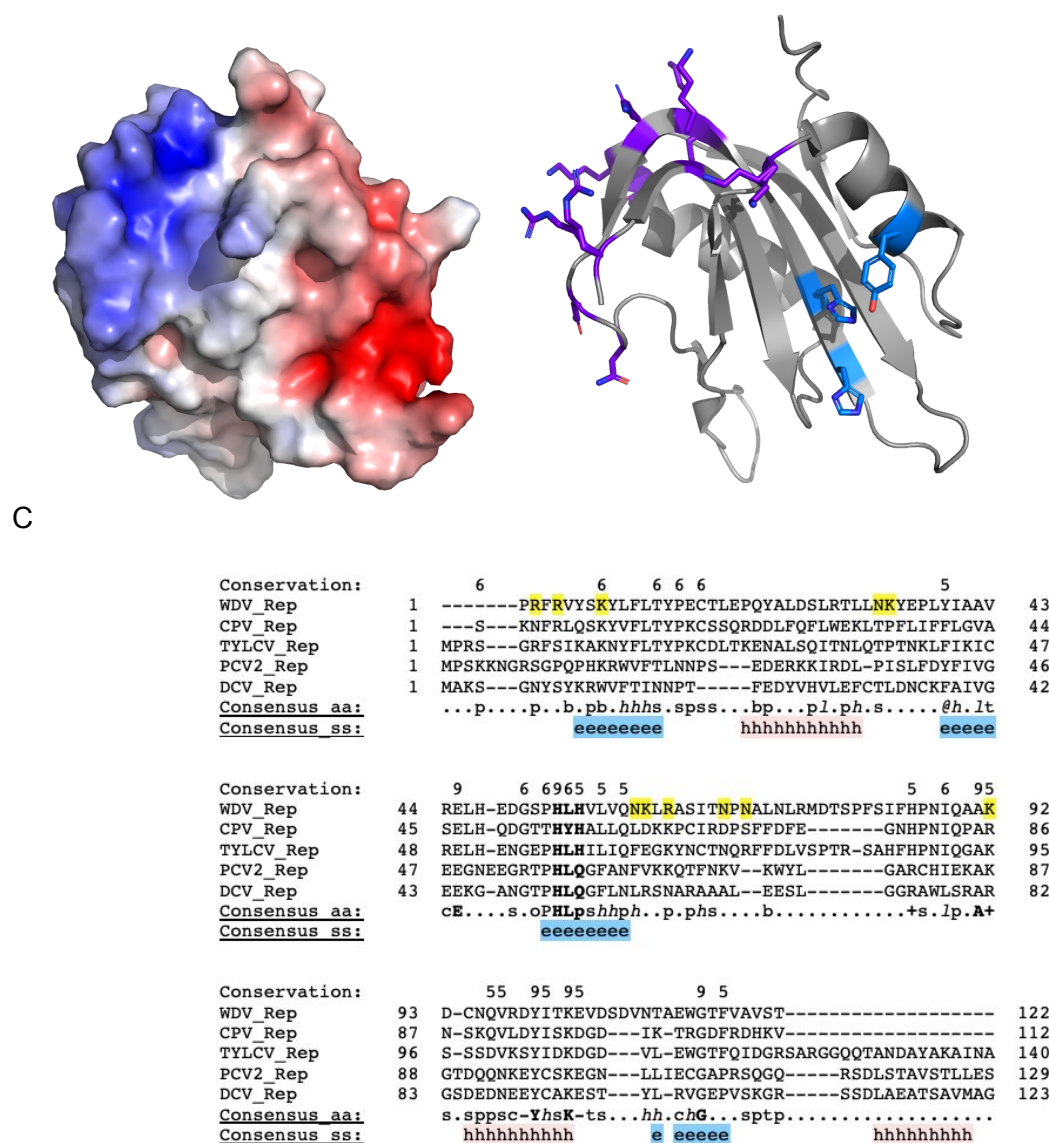 C
Conservation: 6 6 6 6 6 5
WDV_Rep 1 -------PRFRVYSKYLFLTYPECTLEPQYALDSLRTLLNKYEPLYIAAV 43
CPV_Rep 1 ---S---KNFRLQSKYVFLTYPKCSSQRDDLFQFLWEKLTPFLIFFLGVA 44
TYLCV_Rep 1 MPRS---GRFSIKAKNYFLTYPKCDLTKENALSQITNLQTPTNKLFIKIC 47
PCV2_Rep 1 MPSKKNGRSGPQPHKRWVFTLNNPS---EDERKKIRDL-PISLFDYFIVG 46
DCV_Rep 1 MAKS---GNYSYKRWVFTINNPT-----FEDYVHVLEFCTLDNCKFAIVG 42
Consensus_aa: ...p....p..b.pb.hhhs.spss..bp...pl.ph.s.....@h.lt
Consensus_ss: eeeeeeee hhhhhhhhhhh eeeee
Conservation: 9 6 6 6965 5 5 5 6 95
WDV_Rep 44 RELH-EDGSPHLHVLVQNKLRASITNPNALNLRMDTSPFSIFHPNIQAAK 92
CPV_Rep 45 SELHQDGTTHYHALLQLDKKPCIRDPSFFDFE-------GNHPNIQPAR 86
TYLCV_Rep 48 RELH-ENGEPHLHILIQFEGKYNCTNQRFFDLVSPTR-SAHFHPNIQGAK 95
PCV2_Rep 47 EEGNEEGRTPHLQGFANFVKKQTFNKV--KWYL------GARCHIEKAK 87
DCV_Rep 43 EEKG-ANGTPHLQGFLNLRSNARAAAL--EESL------GGRAWLSRAR 82
Consensus_aa: cE....s.oPHLpshhph..p.phs....b.........+s.lp.A+
Consensus_ss: eeeeeeee
Conservation: 55 95 95 9 5
WDV_Rep 93 D-CNQVRDYITKEVDSDVNTAEWGTFVAVST------------------- 122
CPV_Rep 87 N-SKQVLDYISKDGD---IK-TRGDFRDHKV------------------- 112
TYLCV_Rep 96 S-SSDVKSYIDKDGD---VL-EWGTFQIDGRSARGGQQTANDAYAKAINA 140
PCV2_Rep 88 GTDQQNKEYCSKEGN---LLIECGAPRSQGQ----RSDLSTAVSTLLES 129
DCV_Rep 83 GSDEDNEEYCAKEST---YLRVGEPVSKGR-----SSDLAEATSAVMAG 123
Consensus_aa: s.sppsc-YhsK-ts...hh.chG...sptp..................
Consensus_ss: hhhhhhhhhh e eeeee hhhhhhhhh